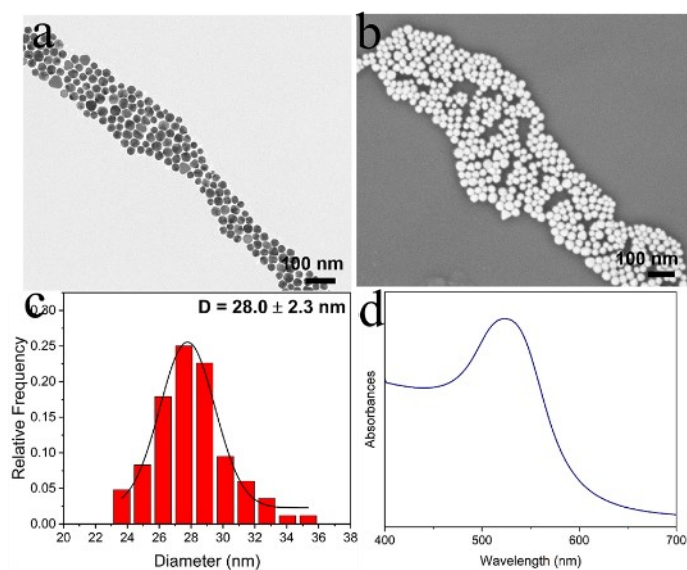 a
100 nm
b
100 nm
c
D = 28.0 ± 2.3 nm
Relative Frequency
0.30
0.25
0.20
0.15
0.10
0.05
0.00
20 22 24 26 28 30 32 34 36 38
Diameter (nm)
d
Absorbances
400 500 600 700
Wavelength (nm)